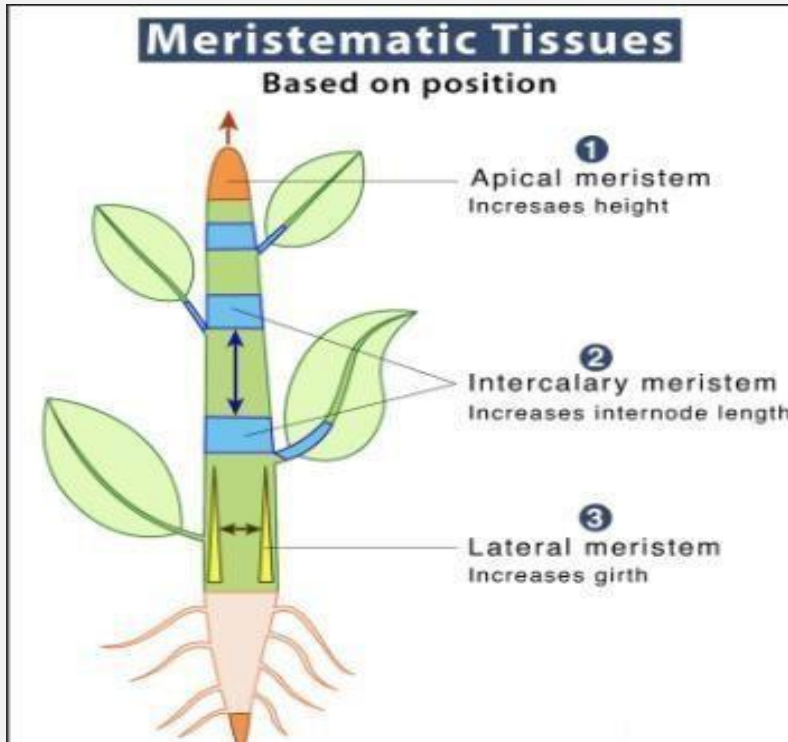 Meristematic Tissues
Based on position
1
Apical meristem
Incresaes height
2
Intercalary meristem
Increases internode length
3
Lateral meristem
Increases girth